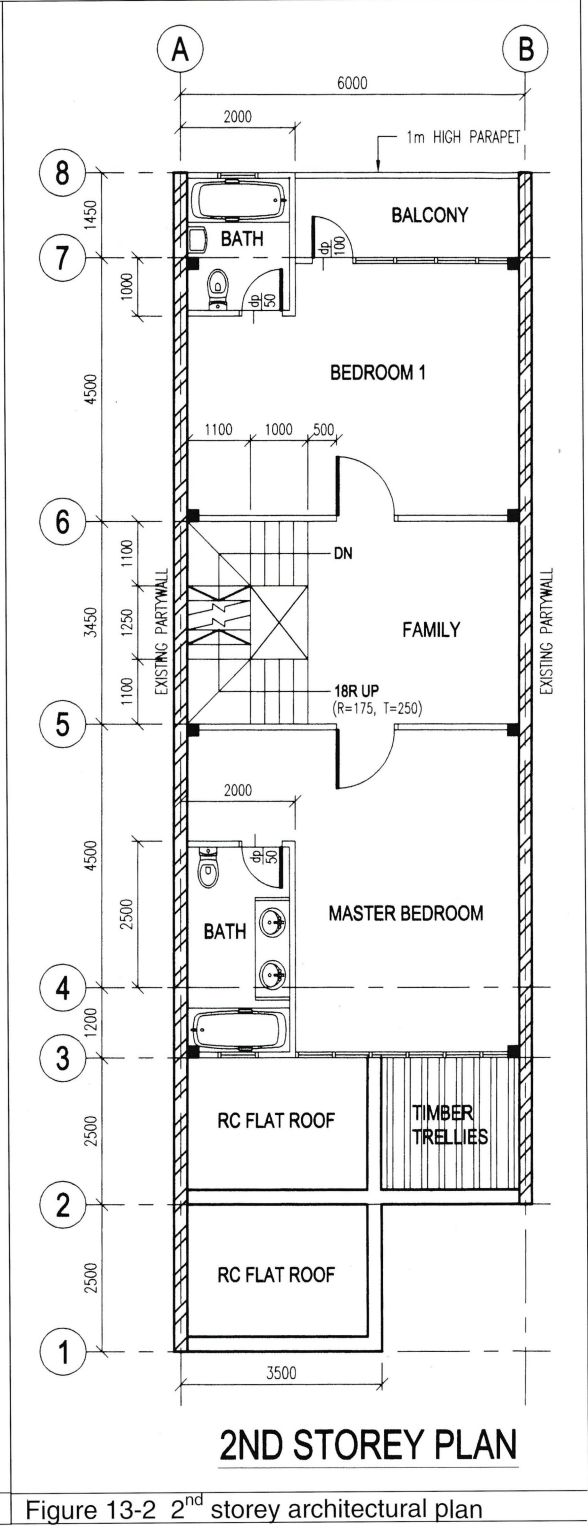 A
B
6000
2000
1m HIGH PARAPET
8
1450
BALCONY
BATH
dp
100
7
1000
dp
50
BEDROOM 1
4500
1100
1000
500
6
1100
DN
EXISTING PARTYWALL
3450
1250
FAMILY
EXISTING PARTYWALL
1100
18R UP
(R=175, T=250)
5
2000
4500
dp
50
2500
BATH
MASTER BEDROOM
4
1200
3
RC FLAT ROOF
TIMBER
TRELLIES
2500
2
RC FLAT ROOF
2500
1
3500
2ND STOREY PLAN
Figure 13-2 2nd storey architectural plan